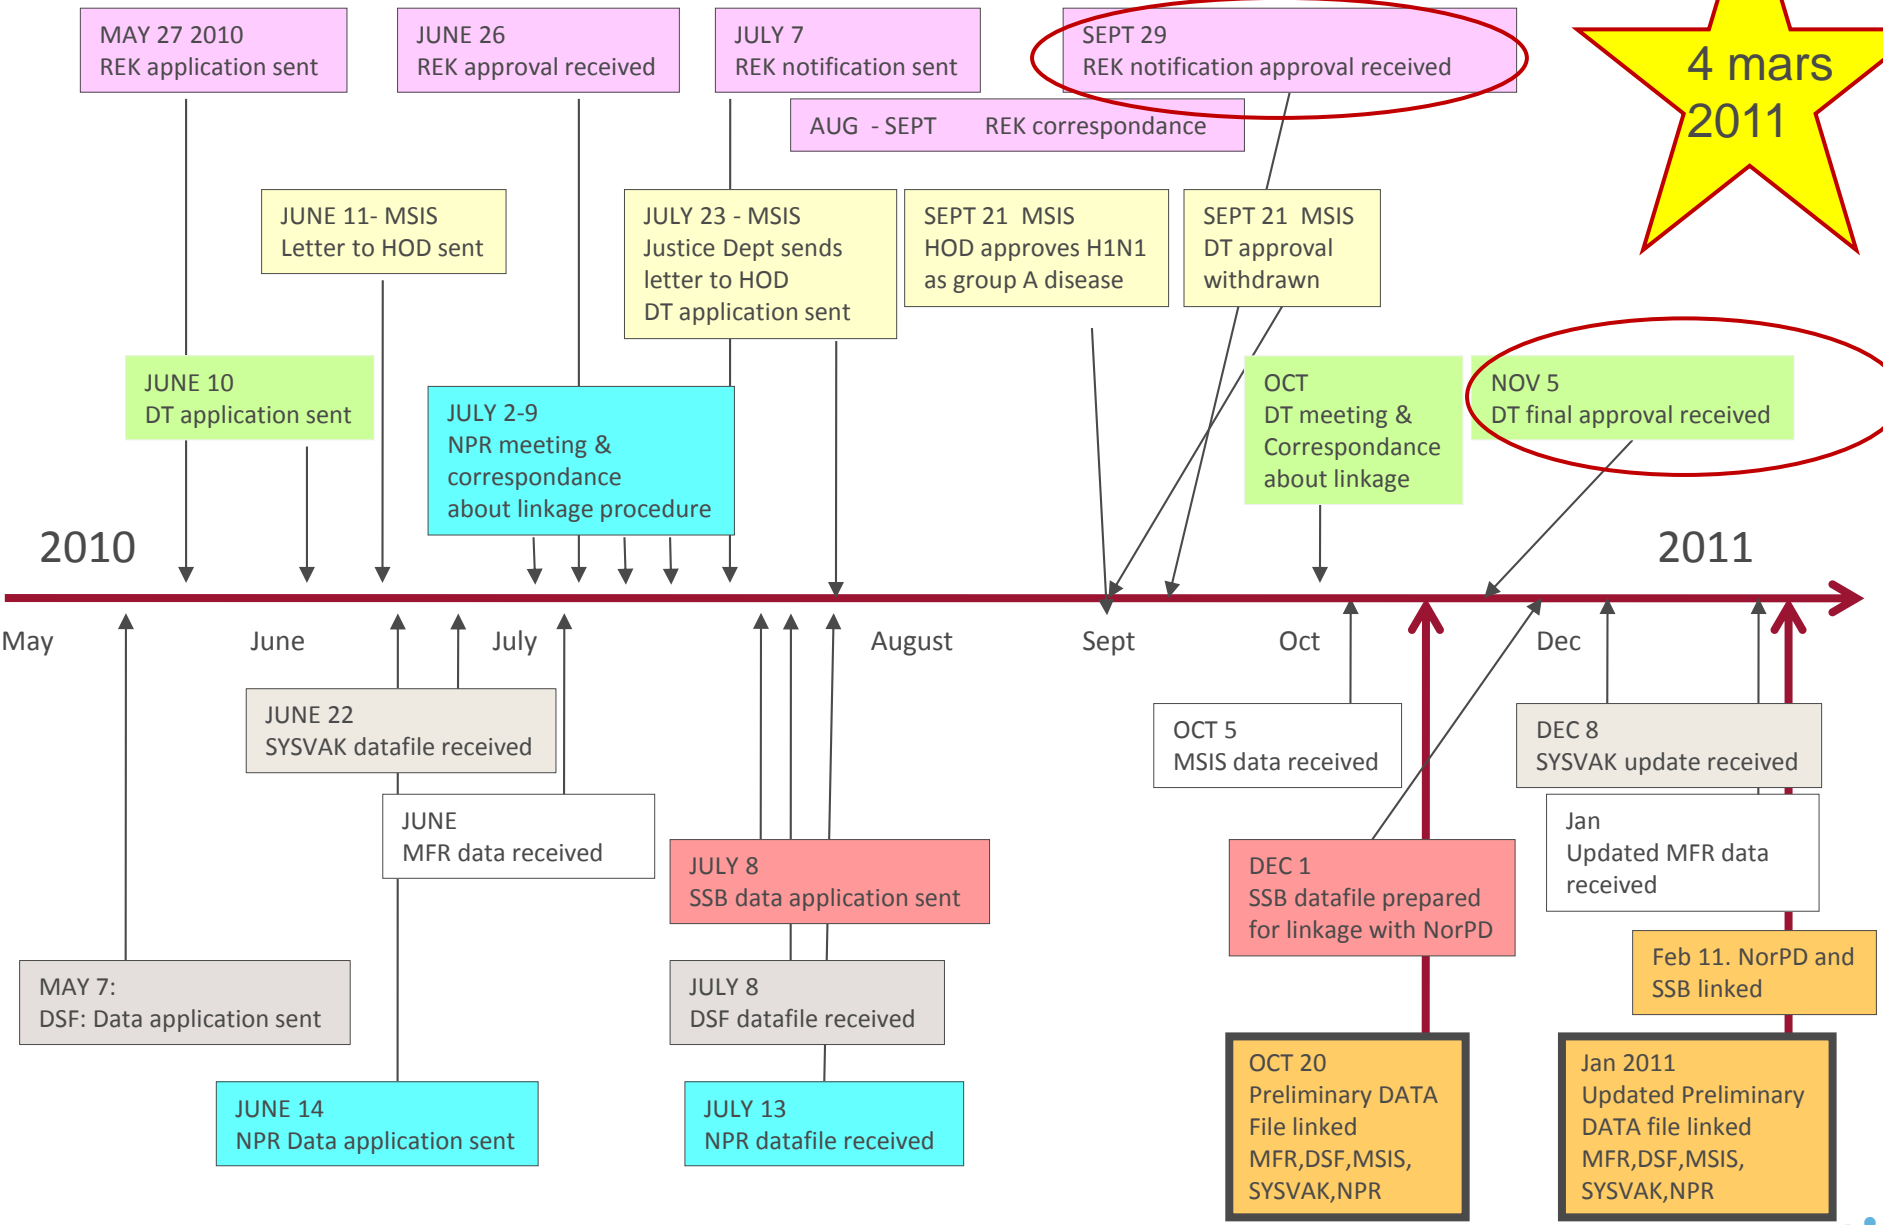 MAY 27 2010
REK application sent
JUNE 26
REK approval received
JULY 7
REK notification sent
SEPT 29
REK notification approval received
4 mars
2011
AUG - SEPT REK correspondance
JUNE 11- MSIS
Letter to HOD sent
JULY 23 - MSIS
Justice Dept sends
letter to HOD
DT application sent
SEPT 21 MSIS
HOD approves H1N1
as group A disease
SEPT 21 MSIS
DT approval
withdrawn
JUNE 10
DT application sent
JULY 2-9
NPR meeting &
correspondance
about linkage procedure
OCT
DT meeting &
Correspondance
about linkage
NOV 5
DT final approval received
2010
2011
May
June
July
August
Sept
Oct
Dec
JUNE 22
SYSVAK datafile received
JUNE
MFR data received
OCT 5
MSIS data received
DEC 8
SYSVAK update received
Jan
Updated MFR data
received
JULY 8
SSB data application sent
DEC 1
SSB datafile prepared
for linkage with NorPD
Feb 11. NorPD and
SSB linked
MAY 7:
DSF: Data application sent
JULY 8
DSF datafile received
JUNE 14
NPR Data application sent
JULY 13
NPR datafile received
OCT 20
Preliminary DATA
File linked
MFR,DSF,MSIS,
SYSVAK,NPR
Jan 2011
Updated Preliminary
DATA file linked
MFR,DSF,MSIS,
SYSVAK,NPR